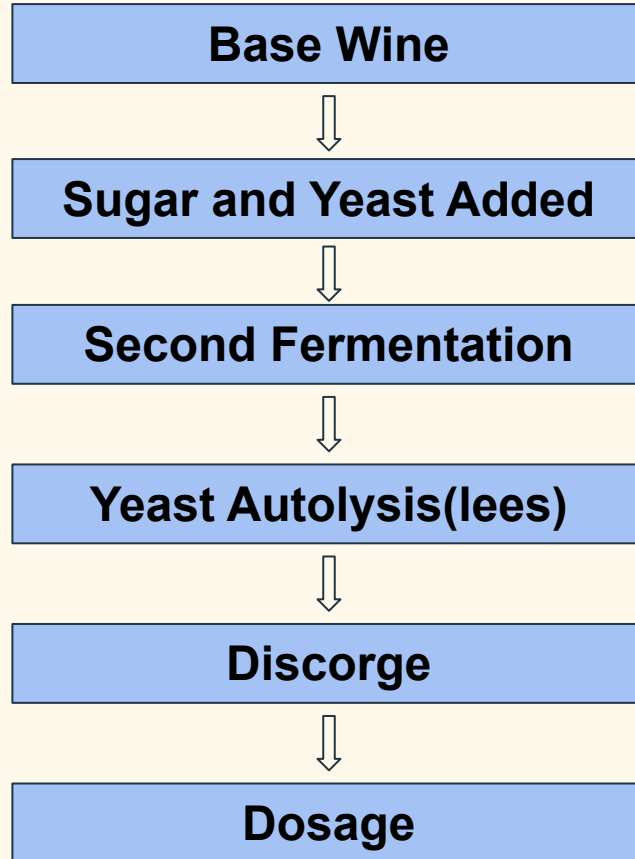 Base Wine
Sugar and Yeast Added
Second Fermentation
Yeast Autolysis(lees)
Discorge
Dosage